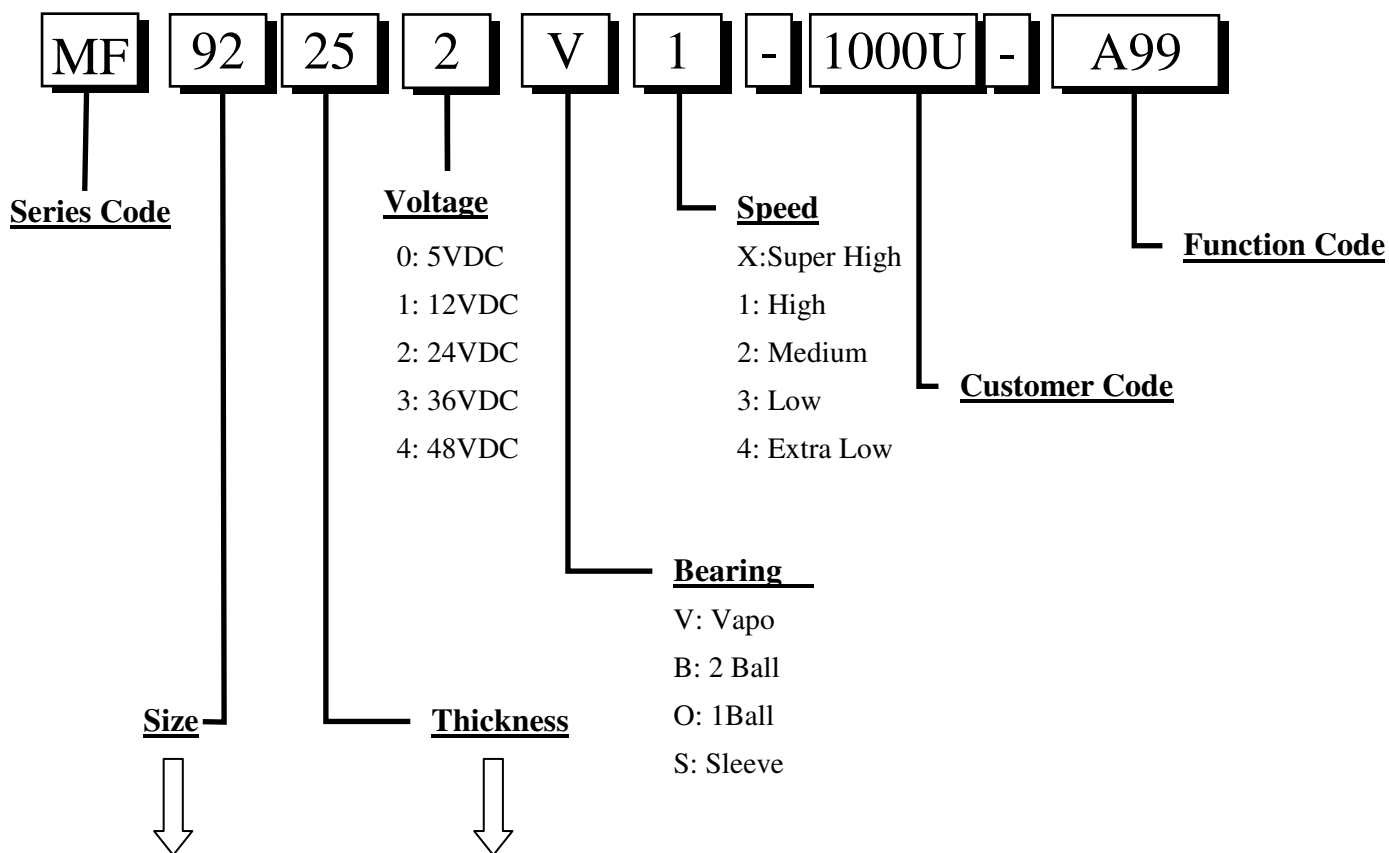 MF 92 25 2 V 1 - 1000U - A99
Series Code
Voltage
0: 5VDC
1: 12VDC
2: 24VDC
3: 36VDC
4: 48VDC
Speed
X:Super High
1: High
2: Medium
3: Low
4: Extra Low
Function Code
Customer Code
Bearing
V: Vapo
B: 2 Ball
O: 1Ball
S: Sleeve
Size
Thickness